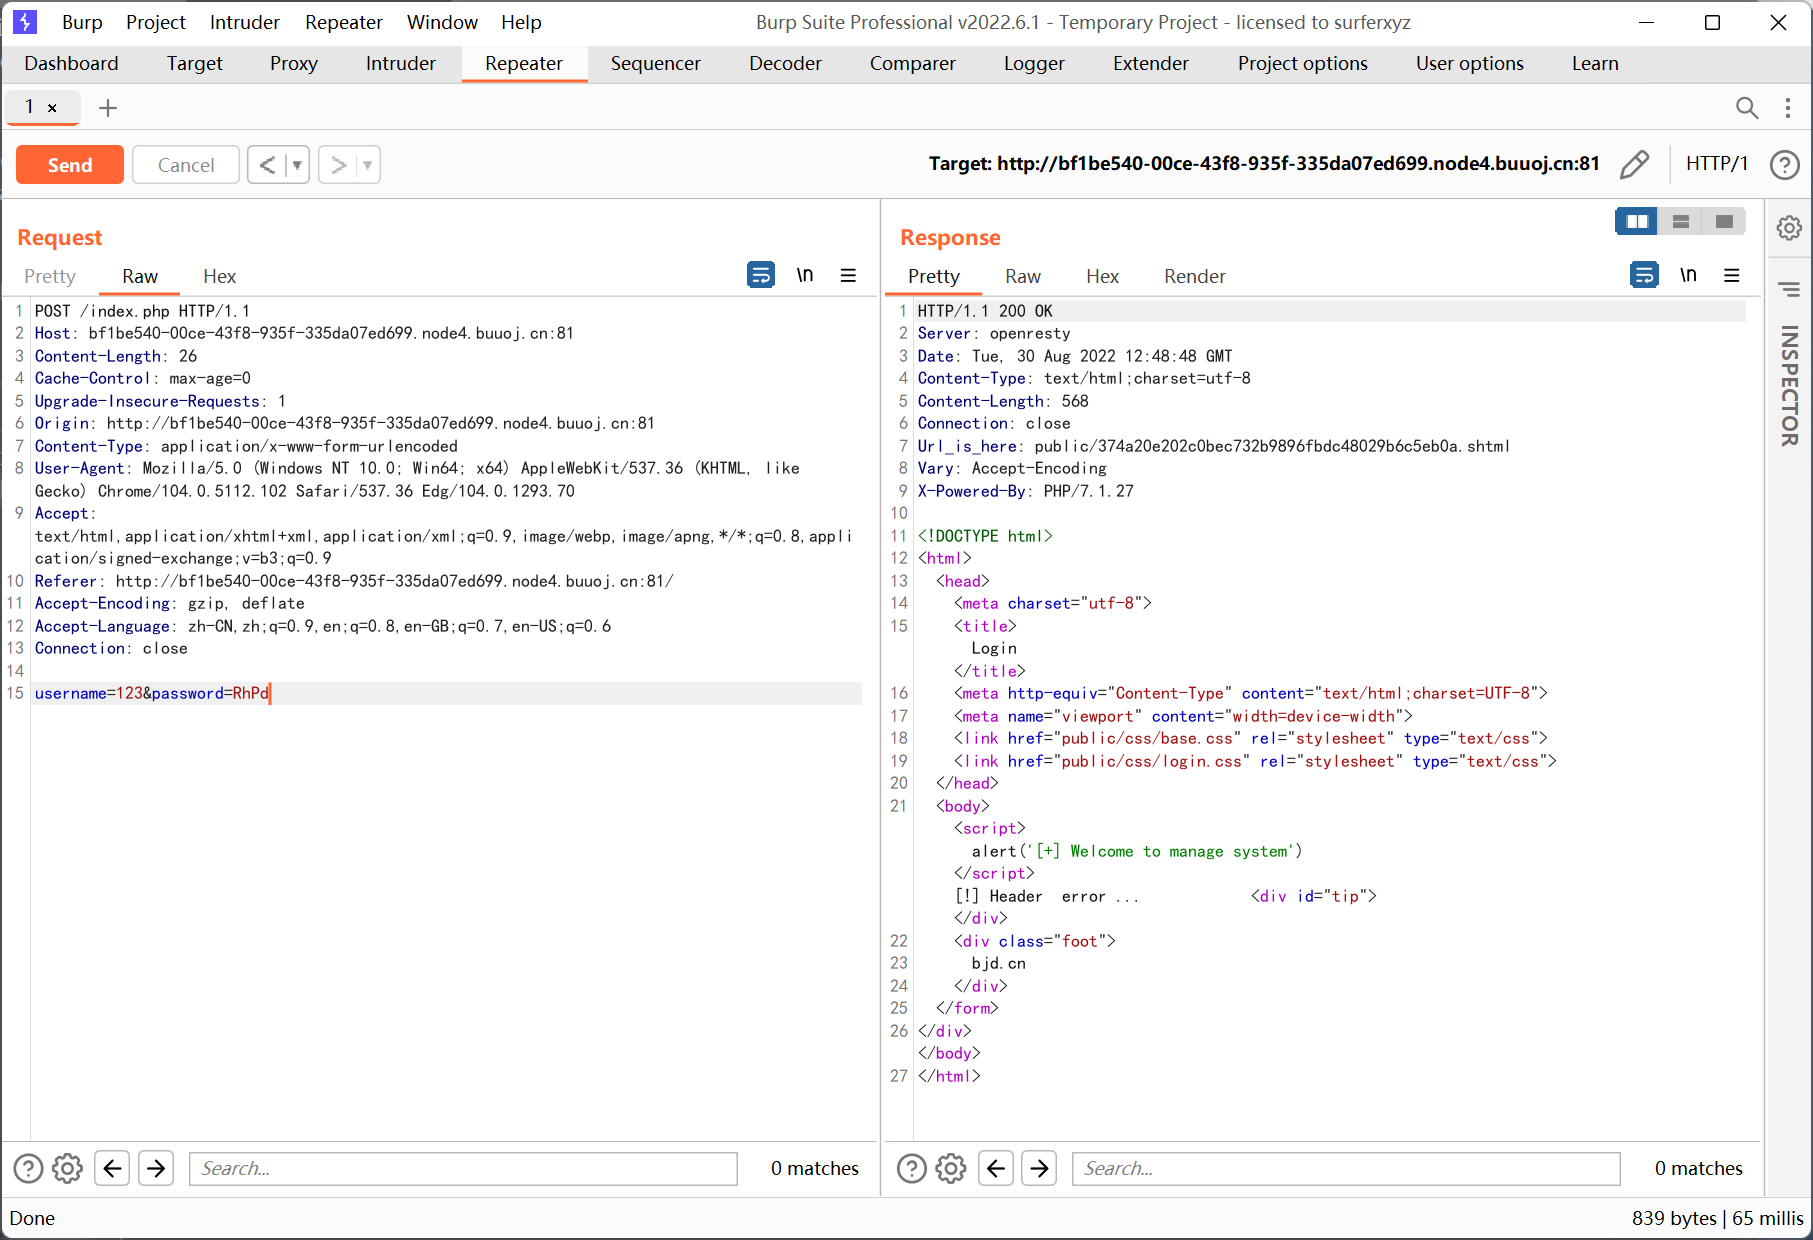 Burp Project Intruder Repeater Window Help Burp Suite Professional v2022.6.1 - Temporary Project - licensed to surferxyz
Dashboard Target Proxy Intruder Repeater Sequencer Decoder Comparer Logger Extender Project options User options Learn
1 × +
Send Cancel < > Target: http://bf1be540-00ce-43f8-935f-335da07ed699.node4.buuoj.cn:81 HTTP/1 ?
Request
Pretty Raw Hex \n
1 POST /index.php HTTP/1.1
2 Host: bf1be540-00ce-43f8-935f-335da07ed699.node4.buuoj.cn:81
3 Content-Length: 26
4 Cache-Control: max-age=0
5 Upgrade-Insecure-Requests: 1
6 Origin: http://bf1be540-00ce-43f8-935f-335da07ed699.node4.buuoj.cn:81
7 Content-Type: application/x-www-form-urlencoded
8 User-Agent: Mozilla/5.0 (Windows NT 10.0; Win64; x64) AppleWebKit/537.36 (KHTML, like
Gecko) Chrome/104.0.5112.102 Safari/537.36 Edg/104.0.1293.70
9 Accept:
text/html,application/xhtml+xml,application/xml;q=0.9,image/webp,image/apng,*/*;q=0.8,appli
cation/signed-exchange;v=b3;q=0.9
10 Referer: http://bf1be540-00ce-43f8-935f-335da07ed699.node4.buuoj.cn:81/
11 Accept-Encoding: gzip, deflate
12 Accept-Language: zh-CN,zh;q=0.9,en;q=0.8,en-GB;q=0.7,en-US;q=0.6
13 Connection: close
14
15 username=123&password=RhPd
? Search... 0 matches
Response
Pretty Raw Hex Render \n
1 HTTP/1.1 200 OK
2 Server: openresty
3 Date: Tue, 30 Aug 2022 12:48:48 GMT
4 Content-Type: text/html;charset=utf-8
5 Content-Length: 568
6 Connection: close
7 Url_is_here: public/374a20e202c0bec732b9896fbdc48029b6c5eb0a.shtml
8 Vary: Accept-Encoding
9 X-Powered-By: PHP/7.1.27
10
11 <!DOCTYPE html>
12 <html>
13 <head>
14 <meta charset="utf-8">
15 <title>
Login
</title>
16 <meta http-equiv="Content-Type" content="text/html;charset=UTF-8">
17 <meta name="viewport" content="width=device-width">
18 <link href="public/css/base.css" rel="stylesheet" type="text/css">
19 <link href="public/css/login.css" rel="stylesheet" type="text/css">
20 </head>
21 <body>
<script>
alert('[+] Welcome to manage system')
</script>
[!] Header error ... <div id="tip">
</div>
22 <div class="foot">
23 bjd.cn
24 </div>
25 </form>
26 </div>
</body>
27 </html>
? Search... 0 matches
INSPECTOR
Done 839 bytes | 65 millis